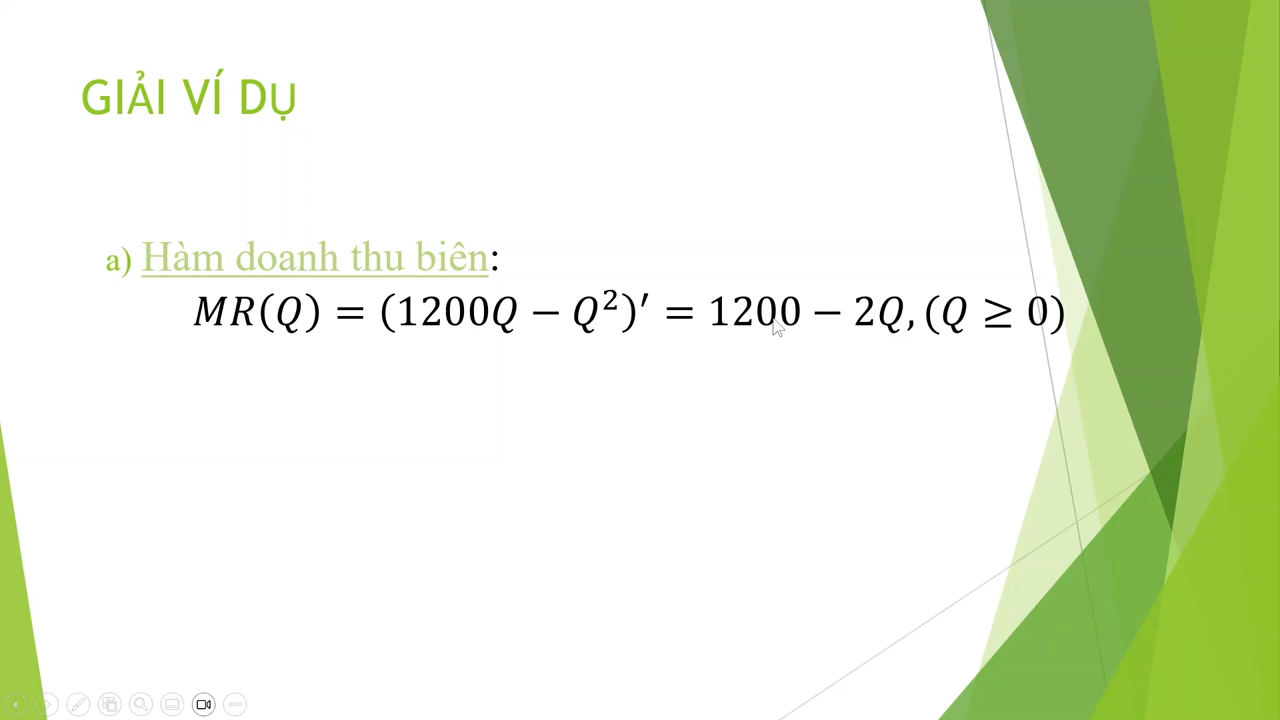 GIẢI VÍ DỤ
a) Hàm doanh thu biên:
𝑀𝑅(𝑄) = (1200𝑄 − 𝑄²)′ = 1200 − 2𝑄, (𝑄 ≥ 0)